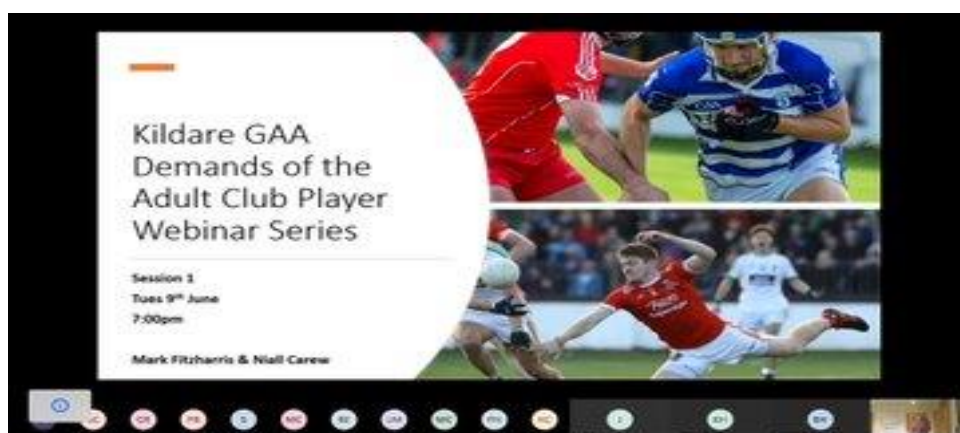 Kildare GAA
Demands of the
Adult Club Player
Webinar Series
Session 1
Tues 9th June
7:00pm
Mark Fitzharris & Niall Carew